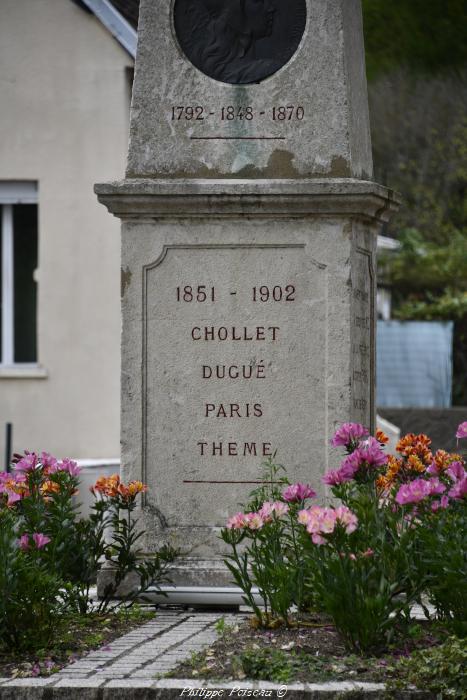 1792 - 1848 - 1870
1851 - 1902
CHOLLET
DUGUÉ
PARIS
THEME
© Philippe Poiseau